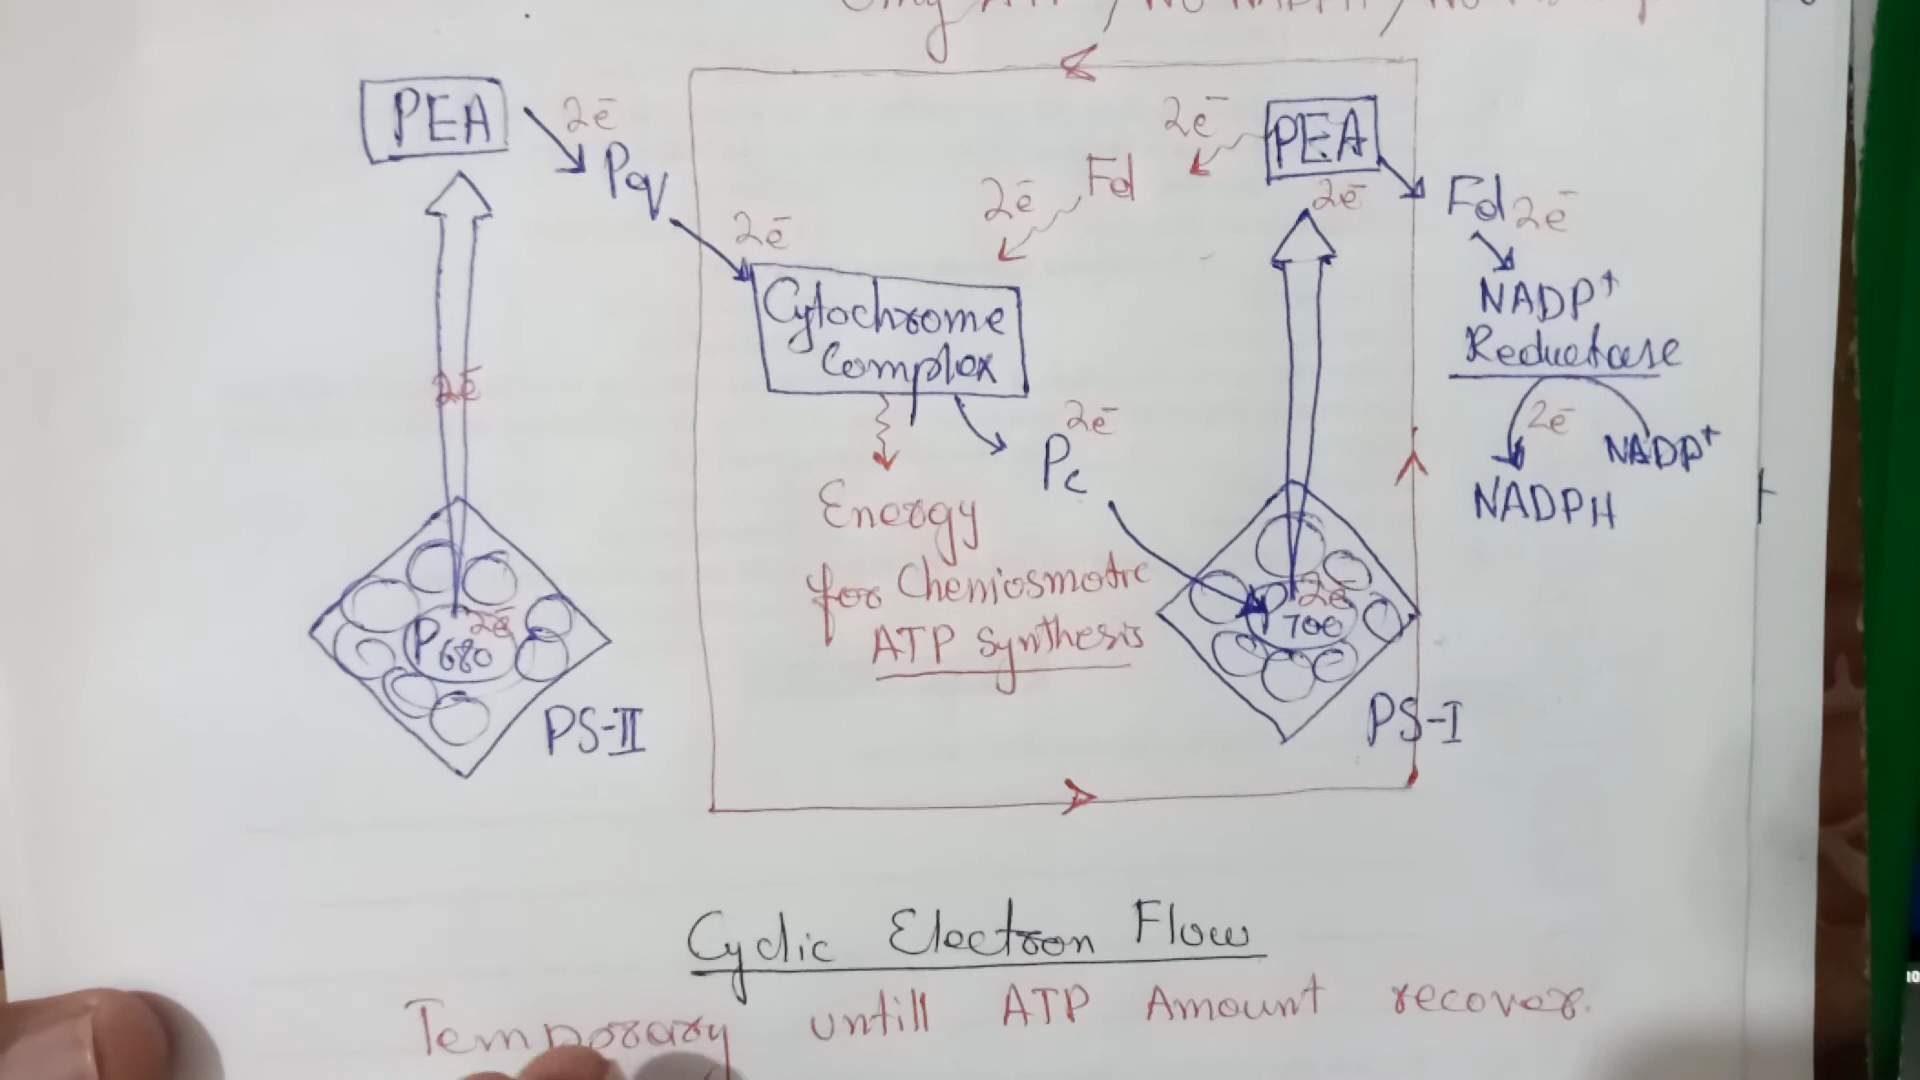 PEA
2e̅
Pq
2e̅
2e̅
P680
2e̅
PS-II
Cytochrome
Complex
Energy
for Chemiosmotic
ATP Synthesis
2e̅
Pc
2e̅
Fd
2e̅
PEA
2e̅
P700
2e̅
PS-I
Fd 2e̅
NADP+
Reductase
2e̅
NADP+
NADPH
Cyclic Electron Flow
Temporary untill ATP Amount recover.